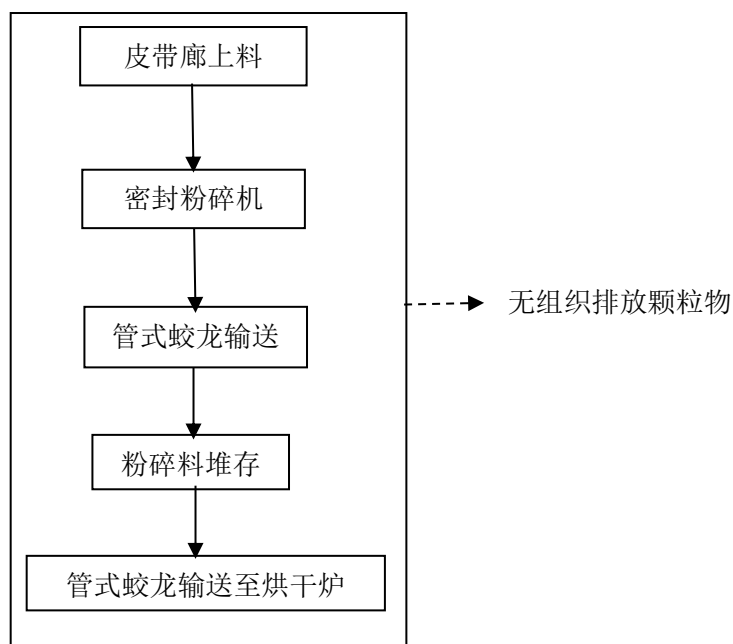 皮带廊上料
密封粉碎机
无组织排放颗粒物
管式蛟龙输送
粉碎料堆存
管式蛟龙输送至烘干炉